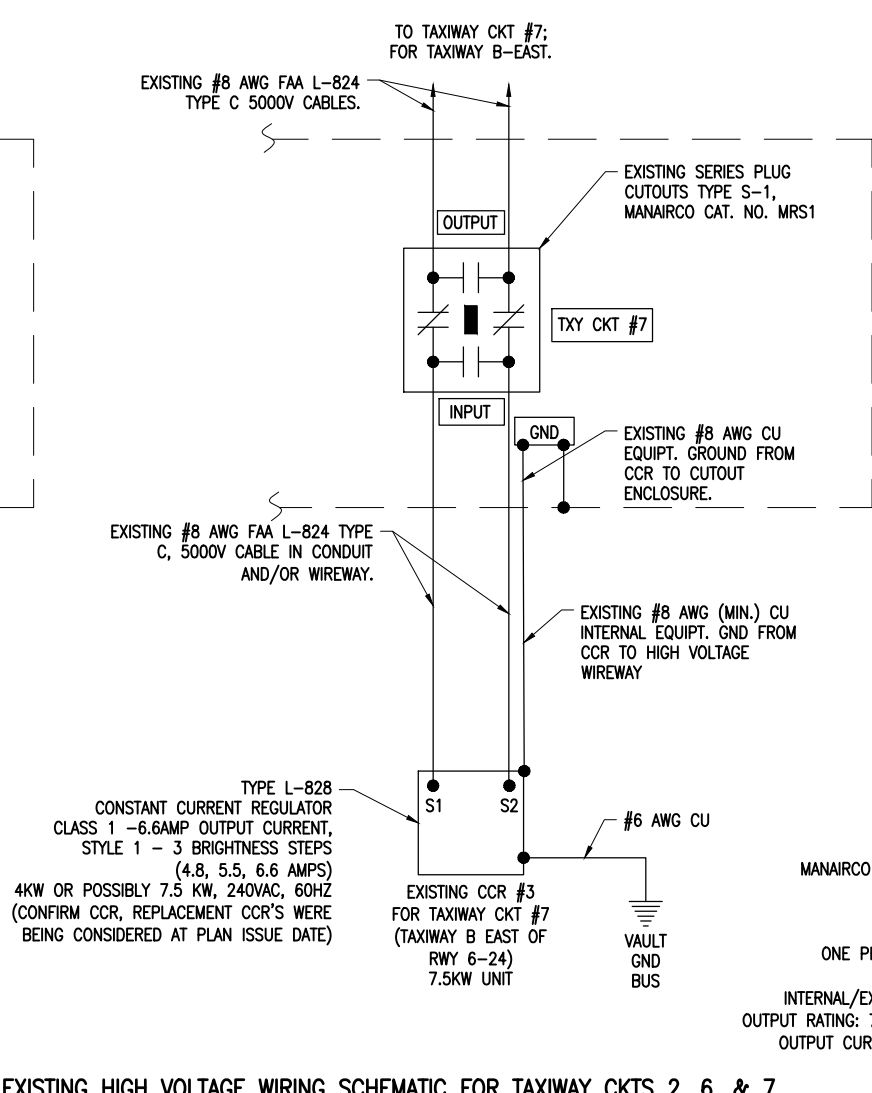 TO TAXIWAY CKT #7;
FOR TAXIWAY B-EAST.
EXISTING #8 AWG FAA L-824
TYPE C 5000V CABLES.
EXISTING SERIES PLUG
CUTOUTS TYPE S-1,
MANAIRCO CAT. NO. MRS1
OUTPUT
TXY CKT #7
INPUT
GND
EXISTING #8 AWG CU
EQUIPT. GROUND FROM
CCR TO CUTOUT
ENCLOSURE.
EXISTING #8 AWG FAA L-824 TYPE
C, 5000V CABLE IN CONDUIT
AND/OR WIREWAY.
EXISTING #8 AWG (MIN.) CU
INTERNAL EQUIPT. GND FROM
CCR TO HIGH VOLTAGE
WIREWAY
TYPE L-828
CONSTANT CURRENT REGULATOR
CLASS 1 -6.6AMP OUTPUT CURRENT,
STYLE 1 - 3 BRIGHTNESS STEPS
(4.8, 5.5, 6.6 AMPS)
4KW OR POSSIBLY 7.5 KW, 240VAC, 60HZ
(CONFIRM CCR, REPLACEMENT CCR'S WERE
BEING CONSIDERED AT PLAN ISSUE DATE)
S1 S2
#6 AWG CU
EXISTING CCR #3
FOR TAXIWAY CKT #7
(TAXIWAY B EAST OF
RWY 6-24)
7.5KW UNIT
VAULT
GND
BUS
MANAIRCO
ONE
INTERNAL/
OUTPUT RATING:
OUTPUT
EXISTING HIGH VOLTAGE WIRING SCHEMATIC FOR TAXIWAY CKTS 2, 6, & 7